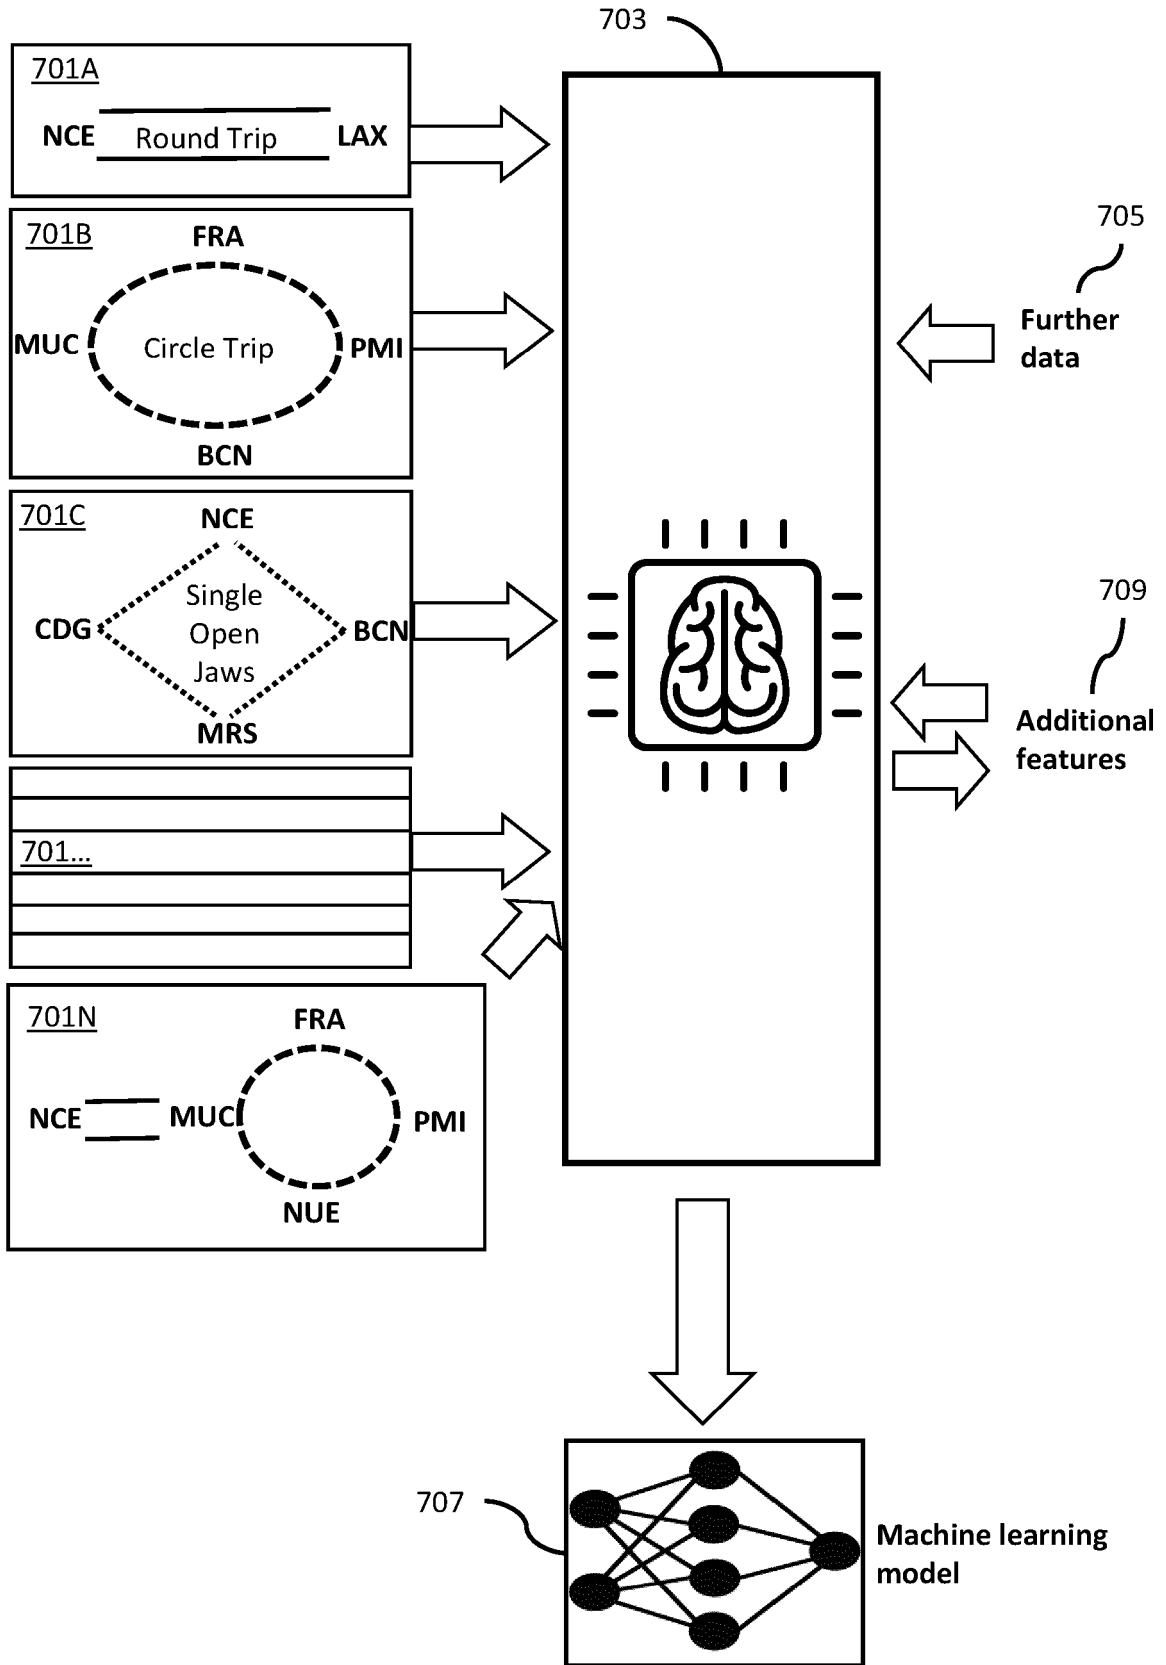 703
701A
NCE Round Trip LAX
701B
FRA
MUC Circle Trip PMI
BCN
705
Further
data
701C
NCE
Single
CDG Open BCN
Jaws
MRS
709
Additional
features
701...
701N
FRA
NCE MUC PMI
NUE
707
Machine learning
model